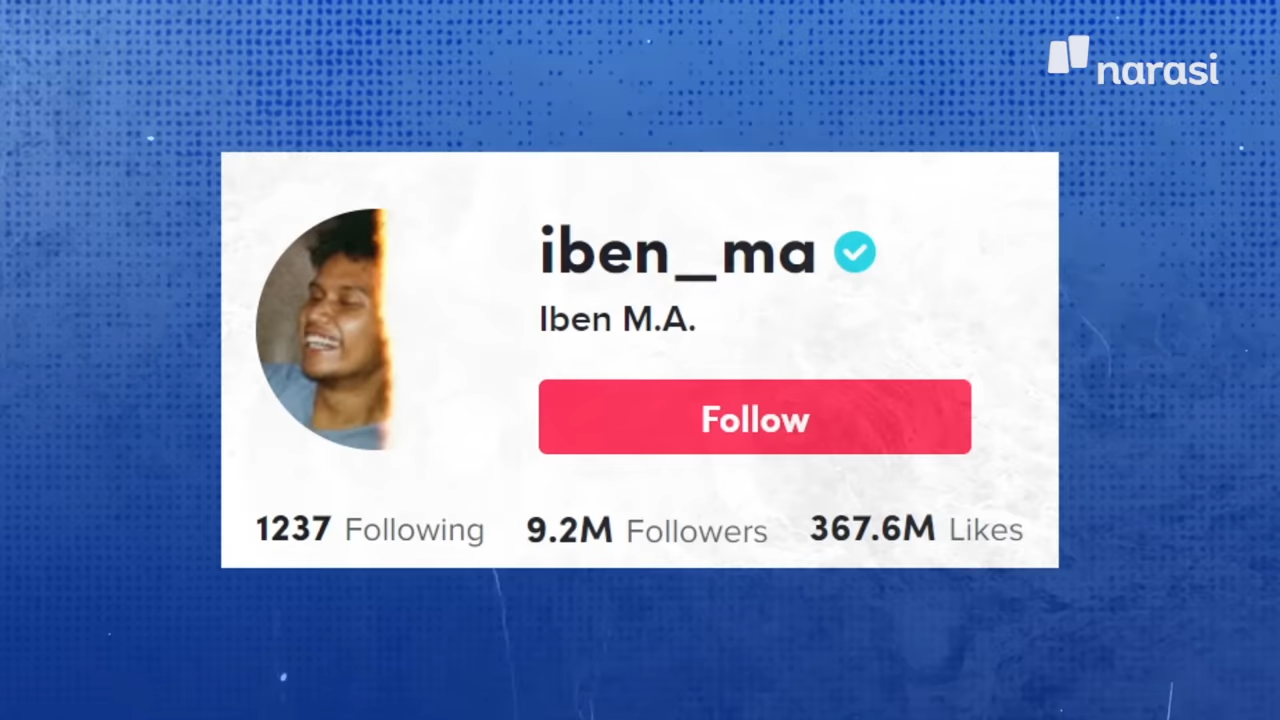 narasi
iben_ma
Iben M.A.
Follow
1237 Following 9.2M Followers 367.6M Likes